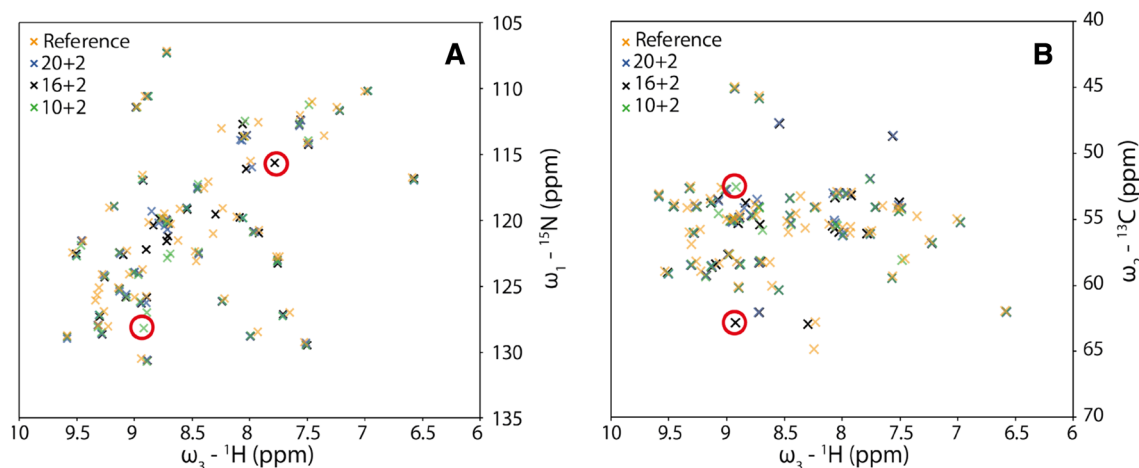 A
× Reference
× 20+2
× 16+2
× 10+2
105
115
120
125
130
135
ω₁ - ¹⁵N (ppm)
10 9.5 9 8.5 8 7.5 7 6.5 6
ω₃ - ¹H (ppm)
B
× Reference
× 20+2
× 16+2
× 10+2
40
45
50
55
60
65
70
ω₂ - ¹³C (ppm)
10 9.5 9 8.5 8 7.5 7 6.5 6
ω₃ - ¹H (ppm)